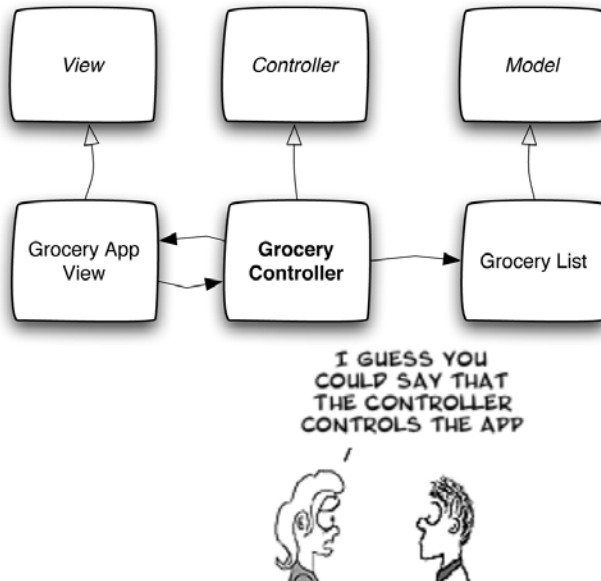 View
Controller
Model
Grocery App
View
Grocery
Controller
Grocery List
I GUESS YOU
COULD SAY THAT
THE CONTROLLER
CONTROLS THE APP